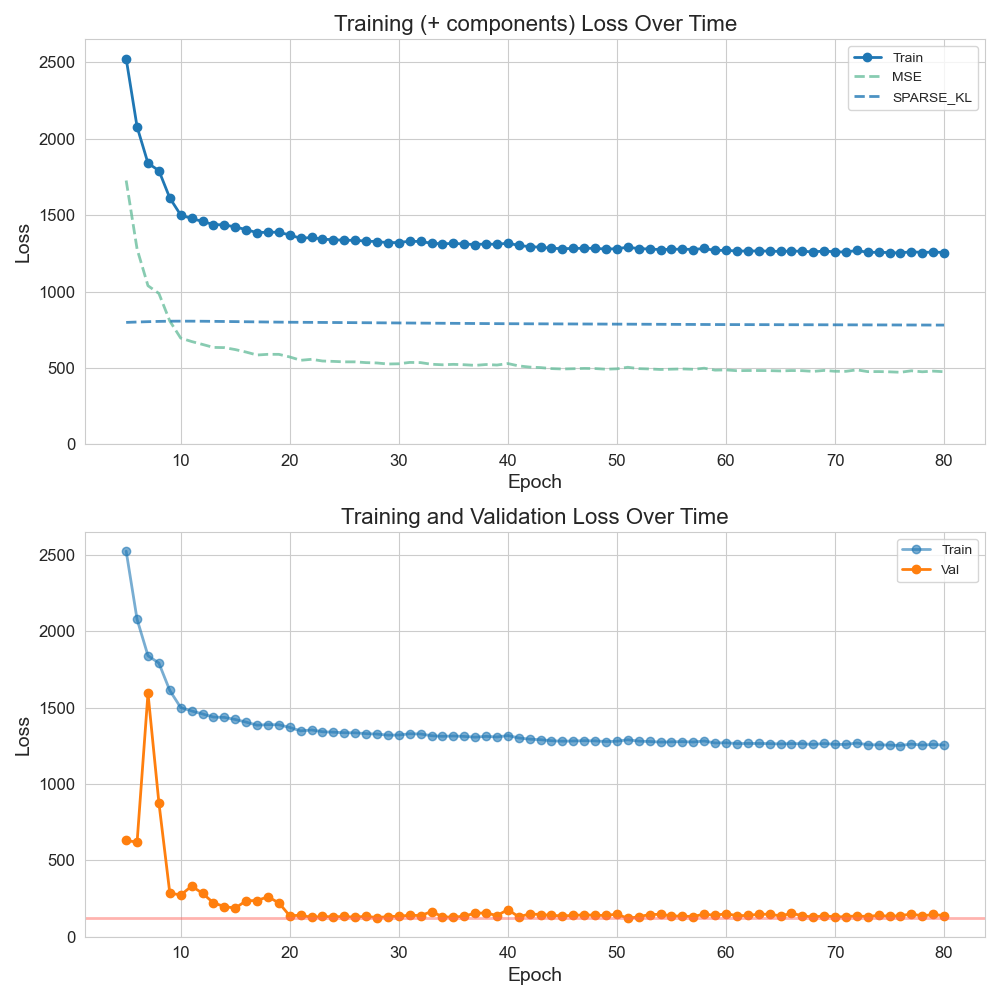 Training (+ components) Loss Over Time
Loss
2500
2000
1500
1000
500
0
Train
MSE
SPARSE_KL
10 20 30 40 50 60 70 80
Epoch
Training and Validation Loss Over Time
Loss
2500
2000
1500
1000
500
0
Train
Val
10 20 30 40 50 60 70 80
Epoch